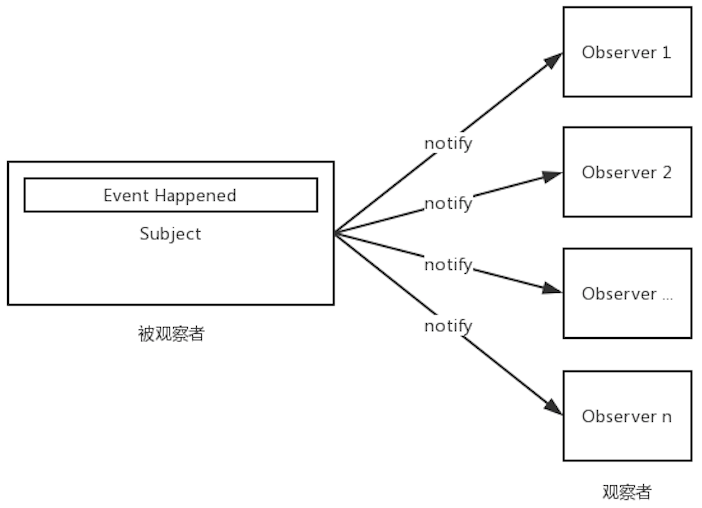 Event Happened
Subject
被观察者
notify
notify
notify
notify
Observer 1
Observer 2
Observer ...
Observer n
观察者